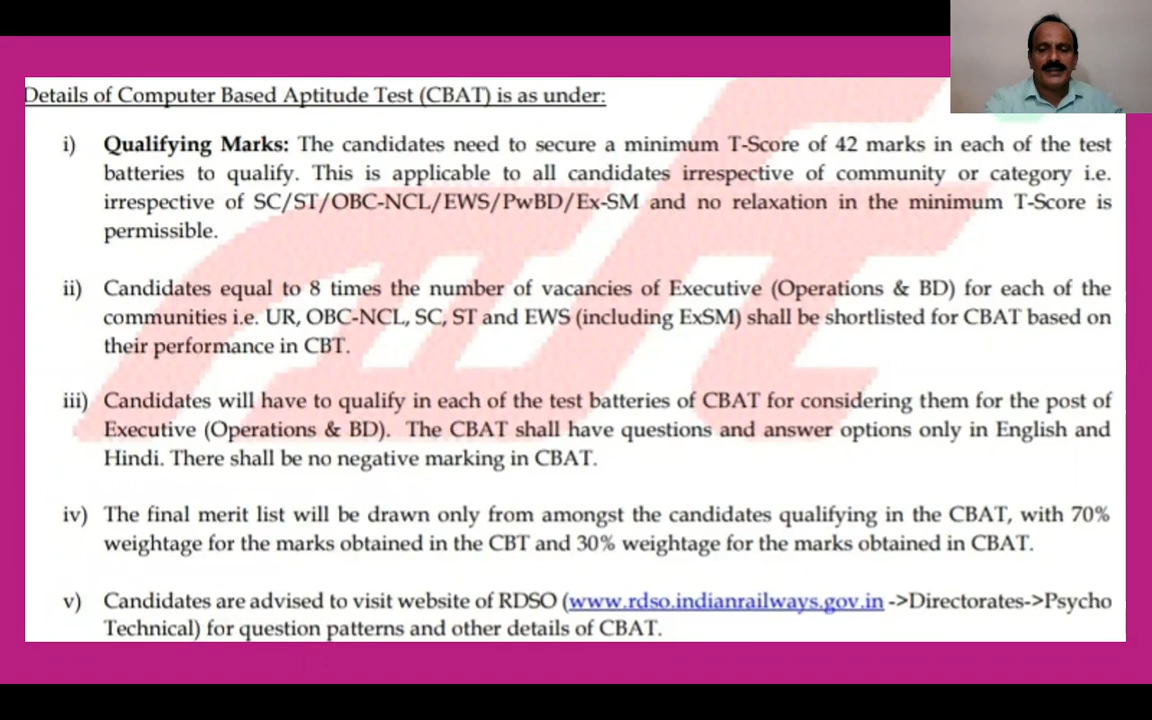 Details of Computer Based Aptitude Test (CBAT) is as under:
i) Qualifying Marks: The candidates need to secure a minimum T-Score of 42 marks in each of the test
batteries to qualify. This is applicable to all candidates irrespective of community or category i.e.
irrespective of SC/ST/OBC-NCL/EWS/PwBD/Ex-SM and no relaxation in the minimum T-Score is
permissible.
ii) Candidates equal to 8 times the number of vacancies of Executive (Operations & BD) for each of the
communities i.e. UR, OBC-NCL, SC, ST and EWS (including ExSM) shall be shortlisted for CBAT based on
their performance in CBT.
iii) Candidates will have to qualify in each of the test batteries of CBAT for considering them for the post of
Executive (Operations & BD). The CBAT shall have questions and answer options only in English and
Hindi. There shall be no negative marking in CBAT.
iv) The final merit list will be drawn only from amongst the candidates qualifying in the CBAT, with 70%
weightage for the marks obtained in the CBT and 30% weightage for the marks obtained in CBAT.
v) Candidates are advised to visit website of RDSO (www.rdso.indianrailways.gov.in ->Directorates->Psycho
Technical) for question patterns and other details of CBAT.